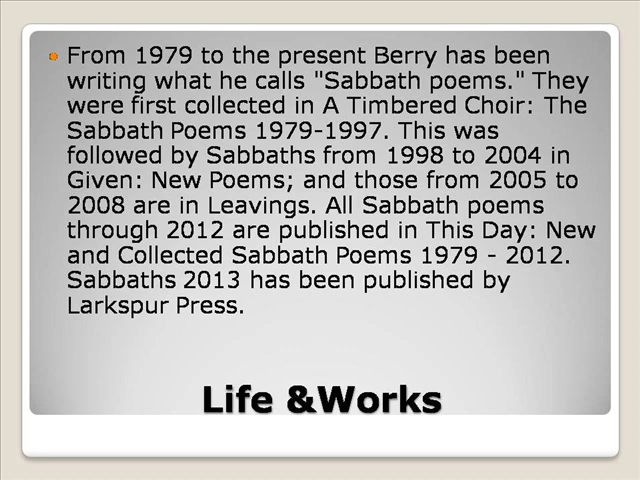 From 1979 to the present Berry has been
writing what he calls "Sabbath poems." They
were first collected in A Timbered Choir: The
Sabbath Poems 1979-1997. This was
followed by Sabbaths from 1998 to 2004 in
Given: New Poems; and those from 2005 to
2008 are in Leavings. All Sabbath poems
through 2012 are published in This Day: New
and Collected Sabbath Poems 1979 - 2012.
Sabbaths 2013 has been published by
Larkspur Press.
Life &Works